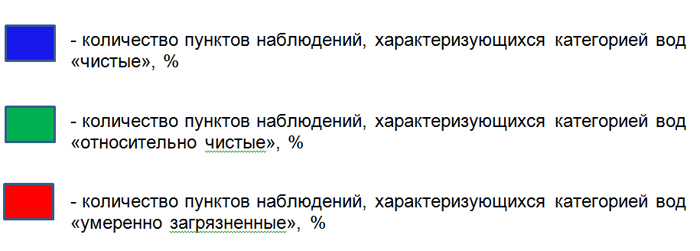 - количество пунктов наблюдений, характеризующихся категорией вод
«чистые», %
- количество пунктов наблюдений, характеризующихся категорией вод
«относительно чистые», %
- количество пунктов наблюдений, характеризующихся категорией вод
«умеренно загрязненные», %